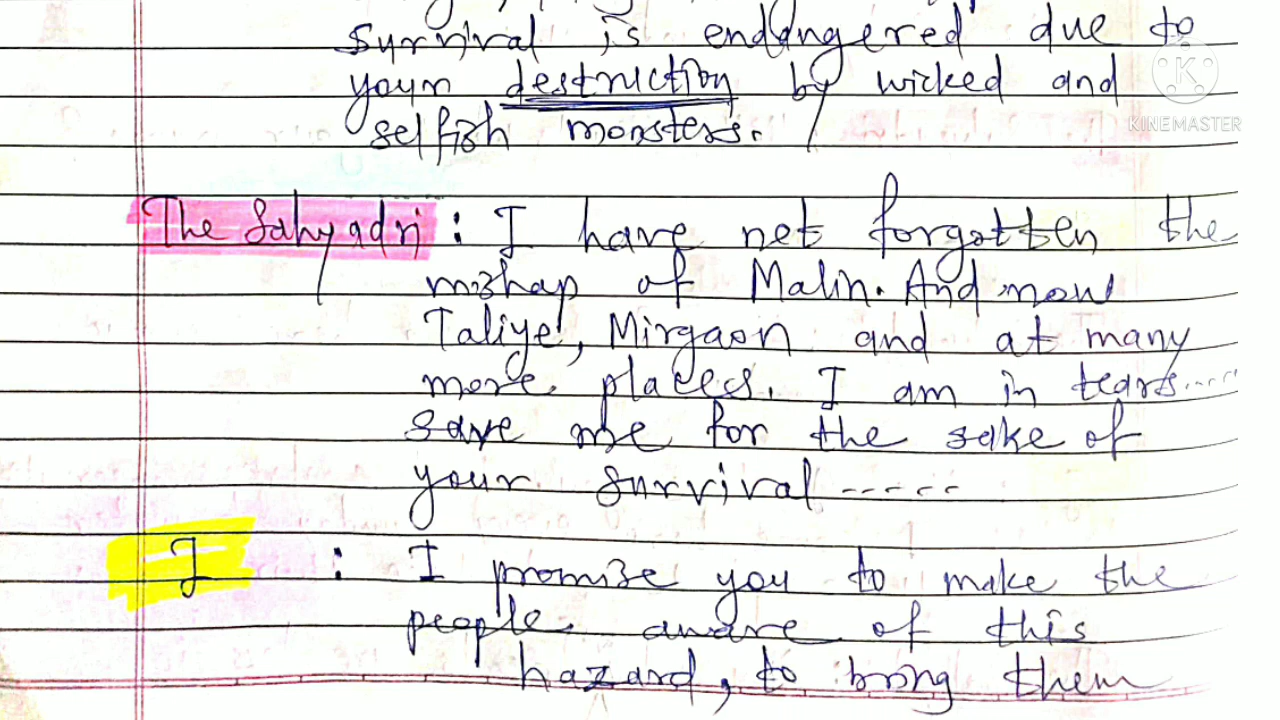 survival is endangered due to
your destruction by wicked and
selfish monsters.
K
KINEMASTER
The Sahyadri : I have not forgotten the
mishap of Malin. And now
Taliye, Mirgaon and at many
more places. I am in tears....
save me for the sake of
your survival -----
I : I promise you to make the
people aware of this
hazard, to bring them